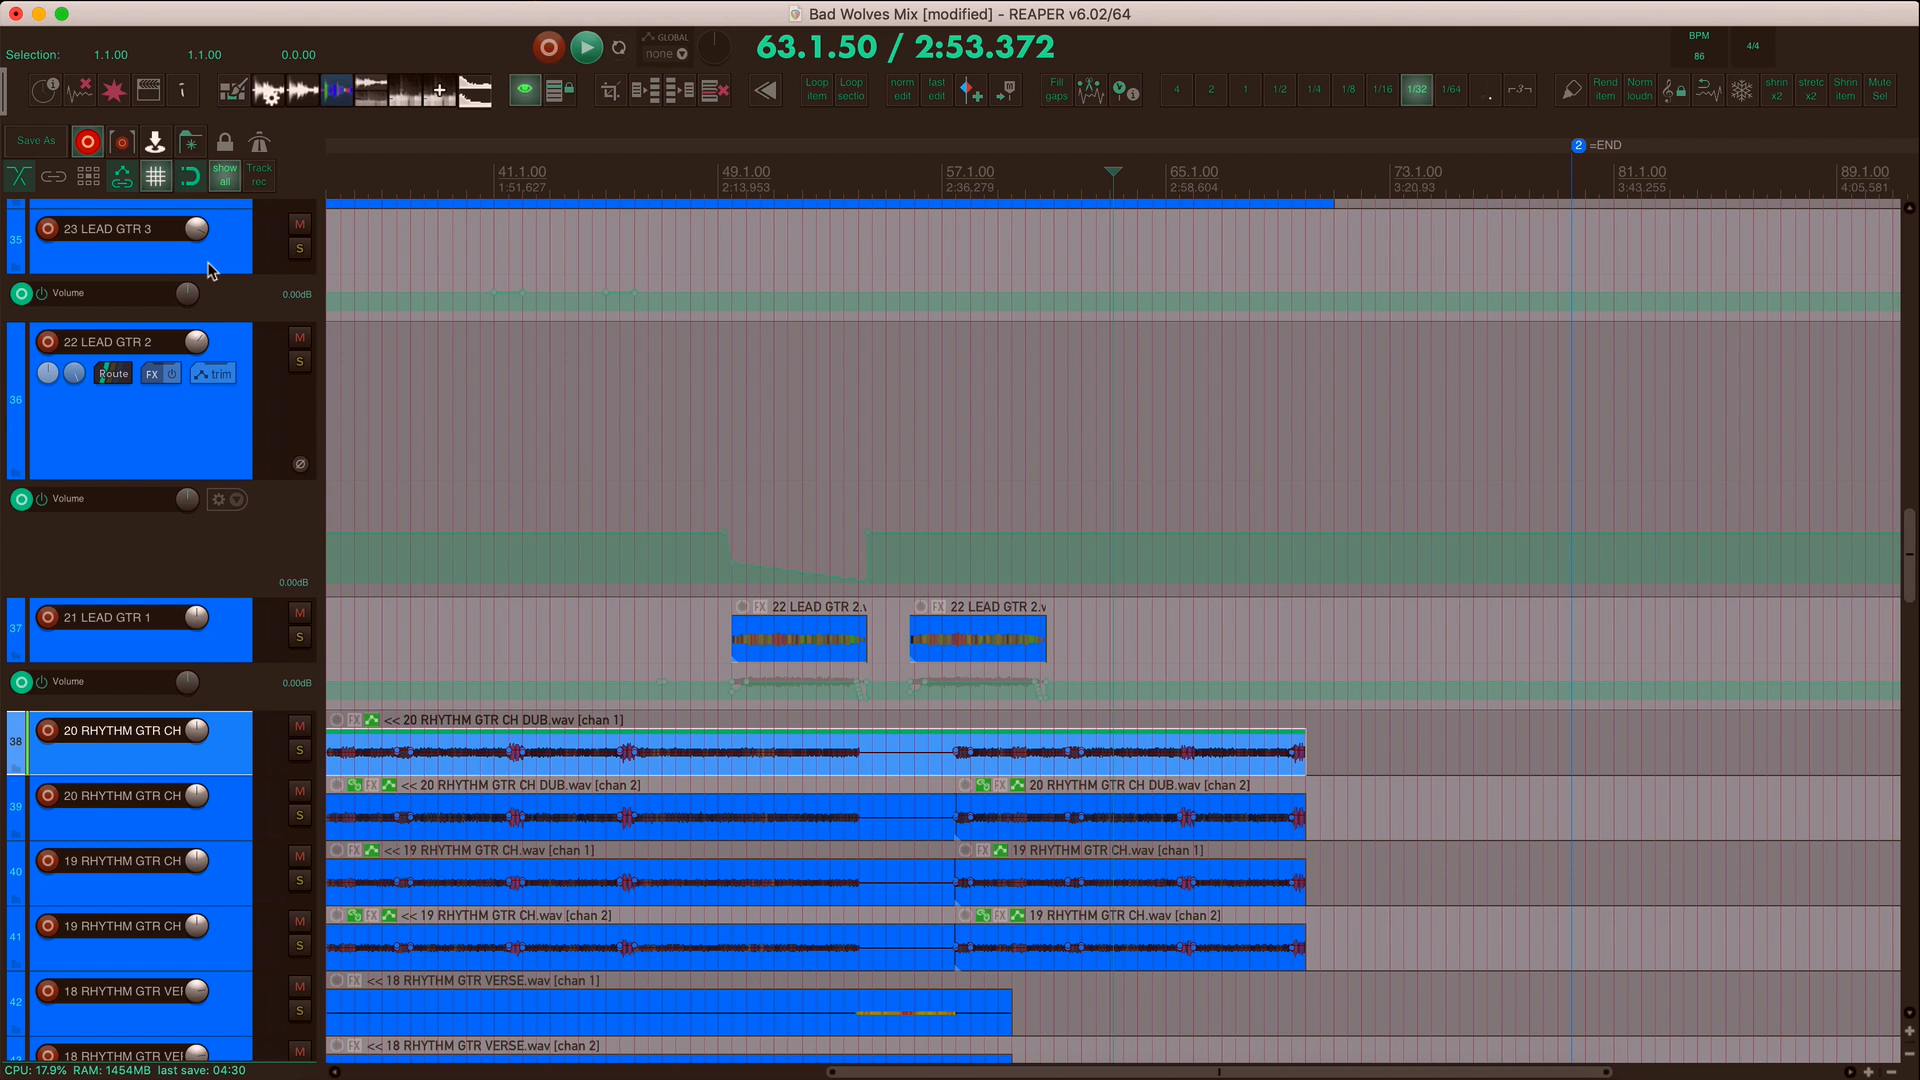 Bad Wolves Mix [modified] - REAPER v6.02/64
Selection: 1.1.00 1.1.00 0.0.00
GLOBAL
none
63.1.50 / 2:53.372
BPM
86
4/4
Loop item
Loop sectio
norm edit
fast edit
Fill gaps
4 2 1 1/2 1/4 1/8 1/16 1/32 1/64
Rend item
Norm loudn
shrin x2
stretc x2
Shrin item
Mute Sel
Save As
show all
Track rec
2 =END
41.1.00 49.1.00 57.1.00 65.1.00 73.1.00 81.1.00 89.1.00
1:51,627 2:13,953 2:36,279 2:58.604 3:20.93 3:43.255 4:05,581
35 23 LEAD GTR 3 M S
Volume 0.00dB
36 22 LEAD GTR 2 M S
Route FX trim
Volume
0.00dB
37 21 LEAD GTR 1 M S
FX 22 LEAD GTR 2.v
FX 22 LEAD GTR 2.v
Volume 0.00dB
38 20 RHYTHM GTR CH M S
FX << 20 RHYTHM GTR CH DUB.wav [chan 1]
39 20 RHYTHM GTR CH M S
FX << 20 RHYTHM GTR CH DUB.wav [chan 2]
FX 20 RHYTHM GTR CH DUB.wav [chan 2]
40 19 RHYTHM GTR CH M S
FX << 19 RHYTHM GTR CH.wav [chan 1]
FX 19 RHYTHM GTR CH.wav [chan 1]
41 19 RHYTHM GTR CH M S
FX << 19 RHYTHM GTR CH.wav [chan 2]
FX 19 RHYTHM GTR CH.wav [chan 2]
42 18 RHYTHM GTR VEI M S
FX << 18 RHYTHM GTR VERSE.wav [chan 1]
18 RHYTHM GTR VEI M
FX << 18 RHYTHM GTR VERSE.wav [chan 2]
CPU: 17.9% RAM: 1454MB last save: 04:30